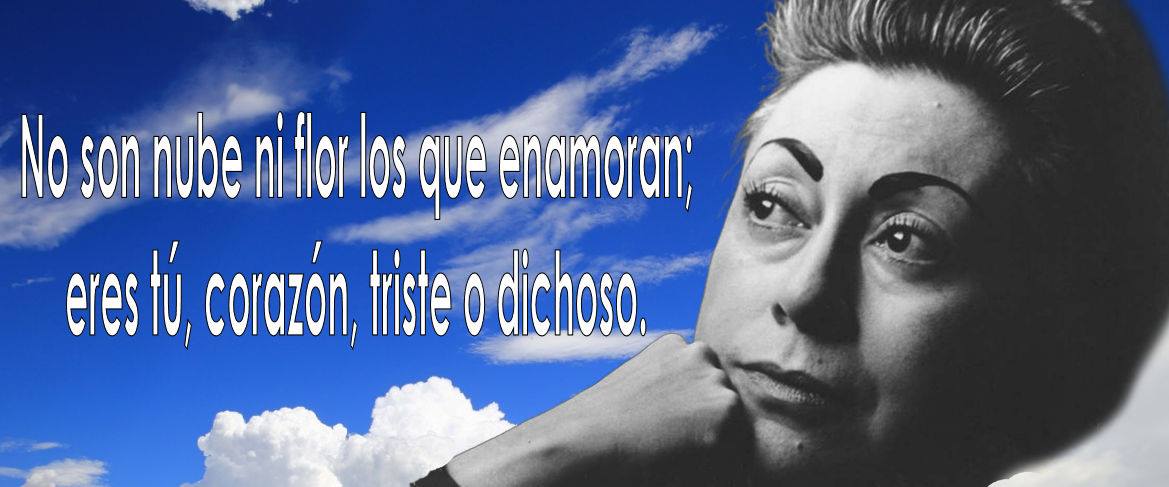 No son nube ni flor los que enamoran;
eres tú, corazón, triste o dichoso.